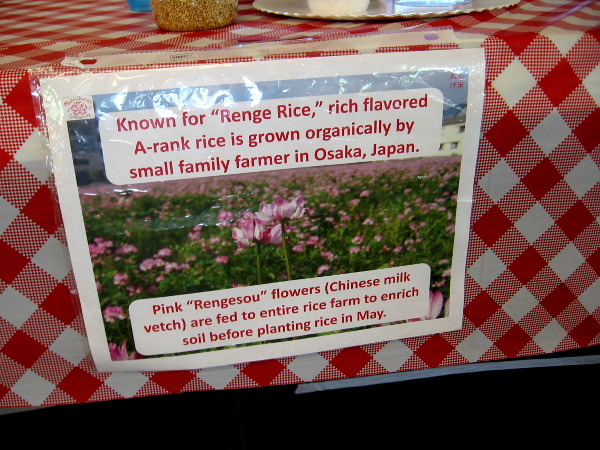 Known for "Renge Rice," rich flavored
A-rank rice is grown organically by
small family farmer in Osaka, Japan.
Pink "Rengesou" flowers (Chinese milk
vetch) are fed to entire rice farm to enrich
soil before planting rice in May.